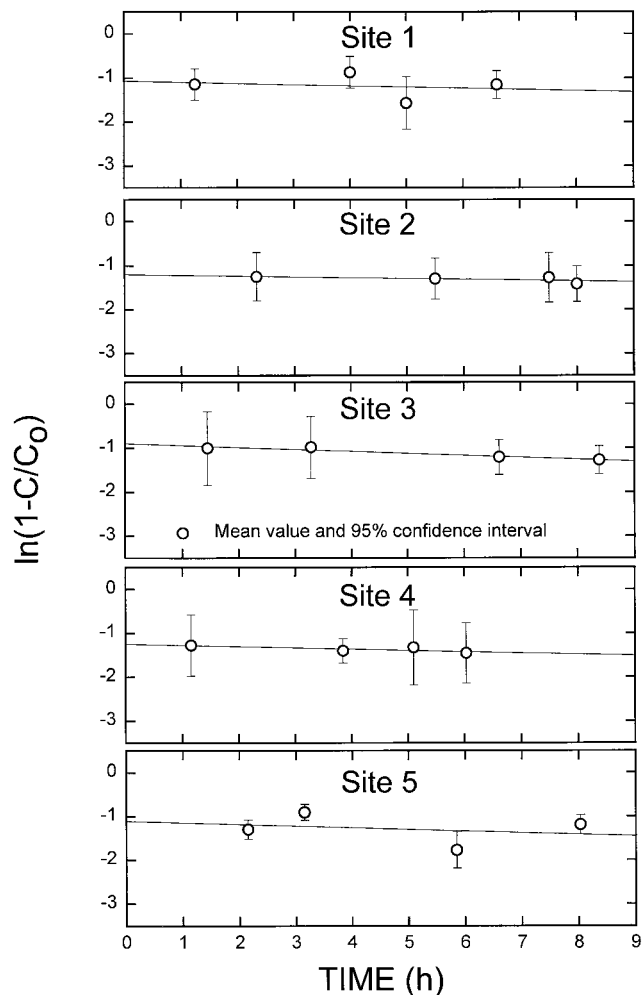 Site 1
0
-1
-2
-3
Site 2
0
-1
-2
-3
Site 3
0
-1
-2
-3
Mean value and 95% confidence interval
Site 4
0
-1
-2
-3
Site 5
0
-1
-2
-3
0 1 2 3 4 5 6 7 8 9
TIME (h)
ln(1-C/C₀)